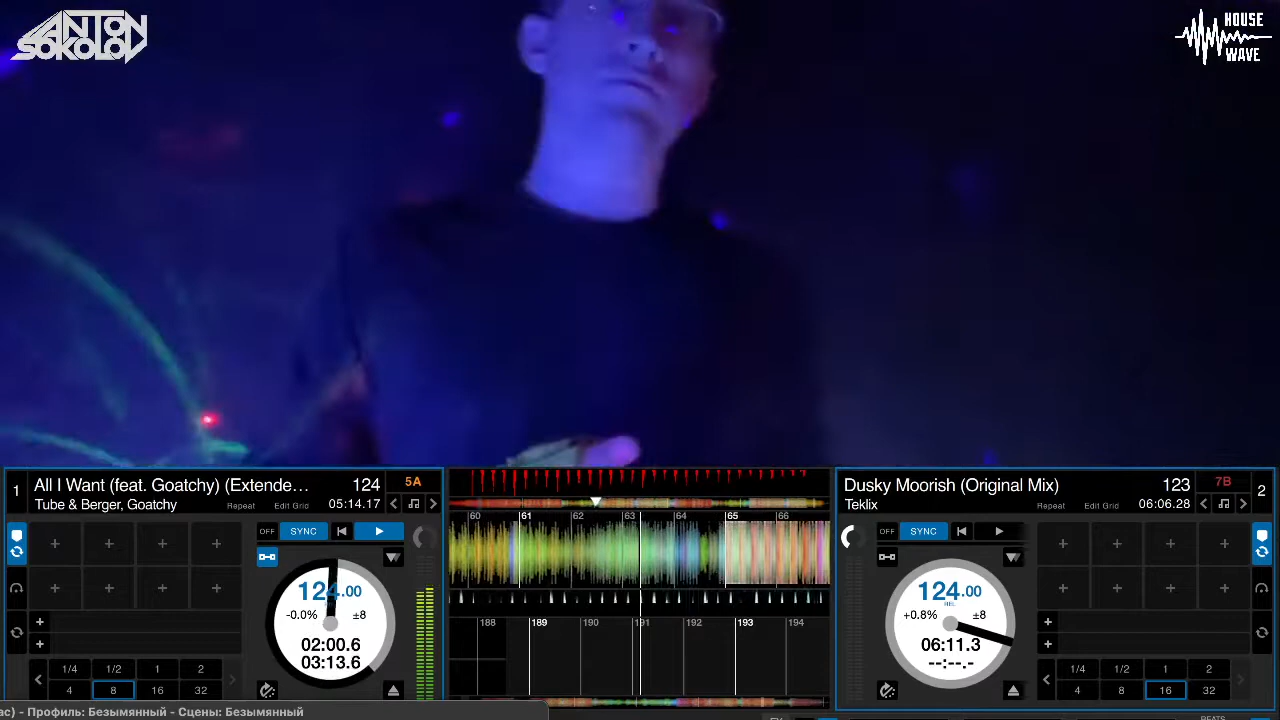 ANTON
SOKOLOV
HOUSE
WAVE
1
All I Want (feat. Goatchy) (Extende...
124
5A
Tube & Berger, Goatchy
Repeat
Edit Grid
05:14.17
OFF
SYNC
124.00
REL
-0.0%
±8
02:00.6
03:13.6
1/4
1/2
1
2
4
8
16
32
60
61
62
63
64
65
66
188
189
190
191
192
193
194
Dusky Moorish (Original Mix)
123
7B
2
Teklix
Repeat
Edit Grid
06:06.28
OFF
SYNC
124.00
REL
+0.8%
±8
06:11.3
--:--.-
1/4
1/2
1
2
4
16
32
ac) - Профиль: Безымянный - Сцены: Безымянный